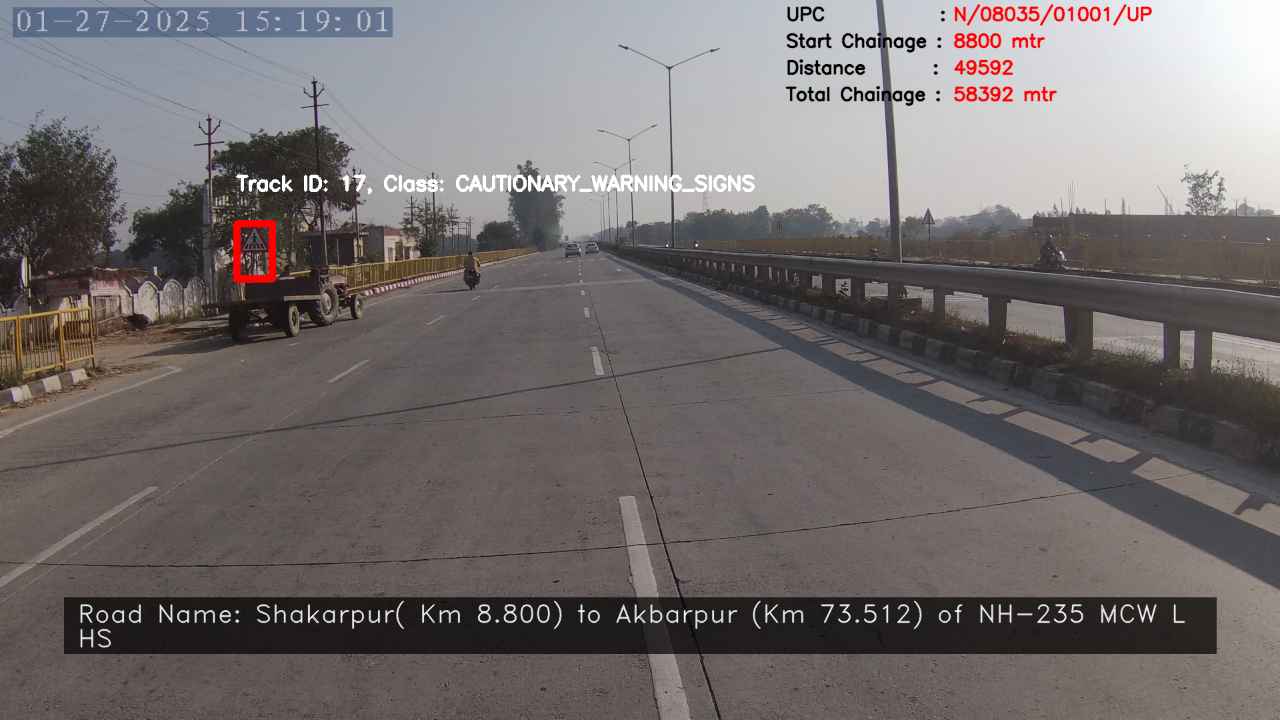 01-27-2025 15:19:01
UPC : N/08035/01001/UP
Start Chainage : 8800 mtr
Distance : 49592
Total Chainage : 58392 mtr
Track ID: 17, Class: CAUTIONARY_WARNING_SIGNS
Road Name: Shakarpur( Km 8.800) to Akbarpur (Km 73.512) of NH-235 MCW L
HS